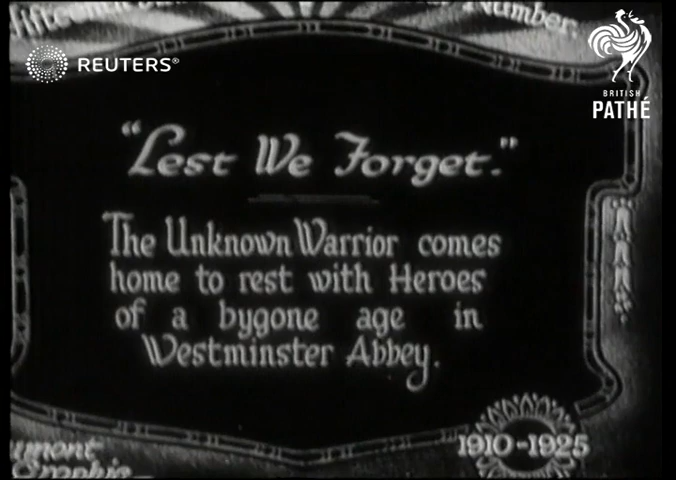 Number.
REUTERS®
BRITISH
PATHÉ
"Lest We Forget."
The Unknown Warrior comes
home to rest with Heroes
of a bygone age in
Westminster Abbey.
1910-1925